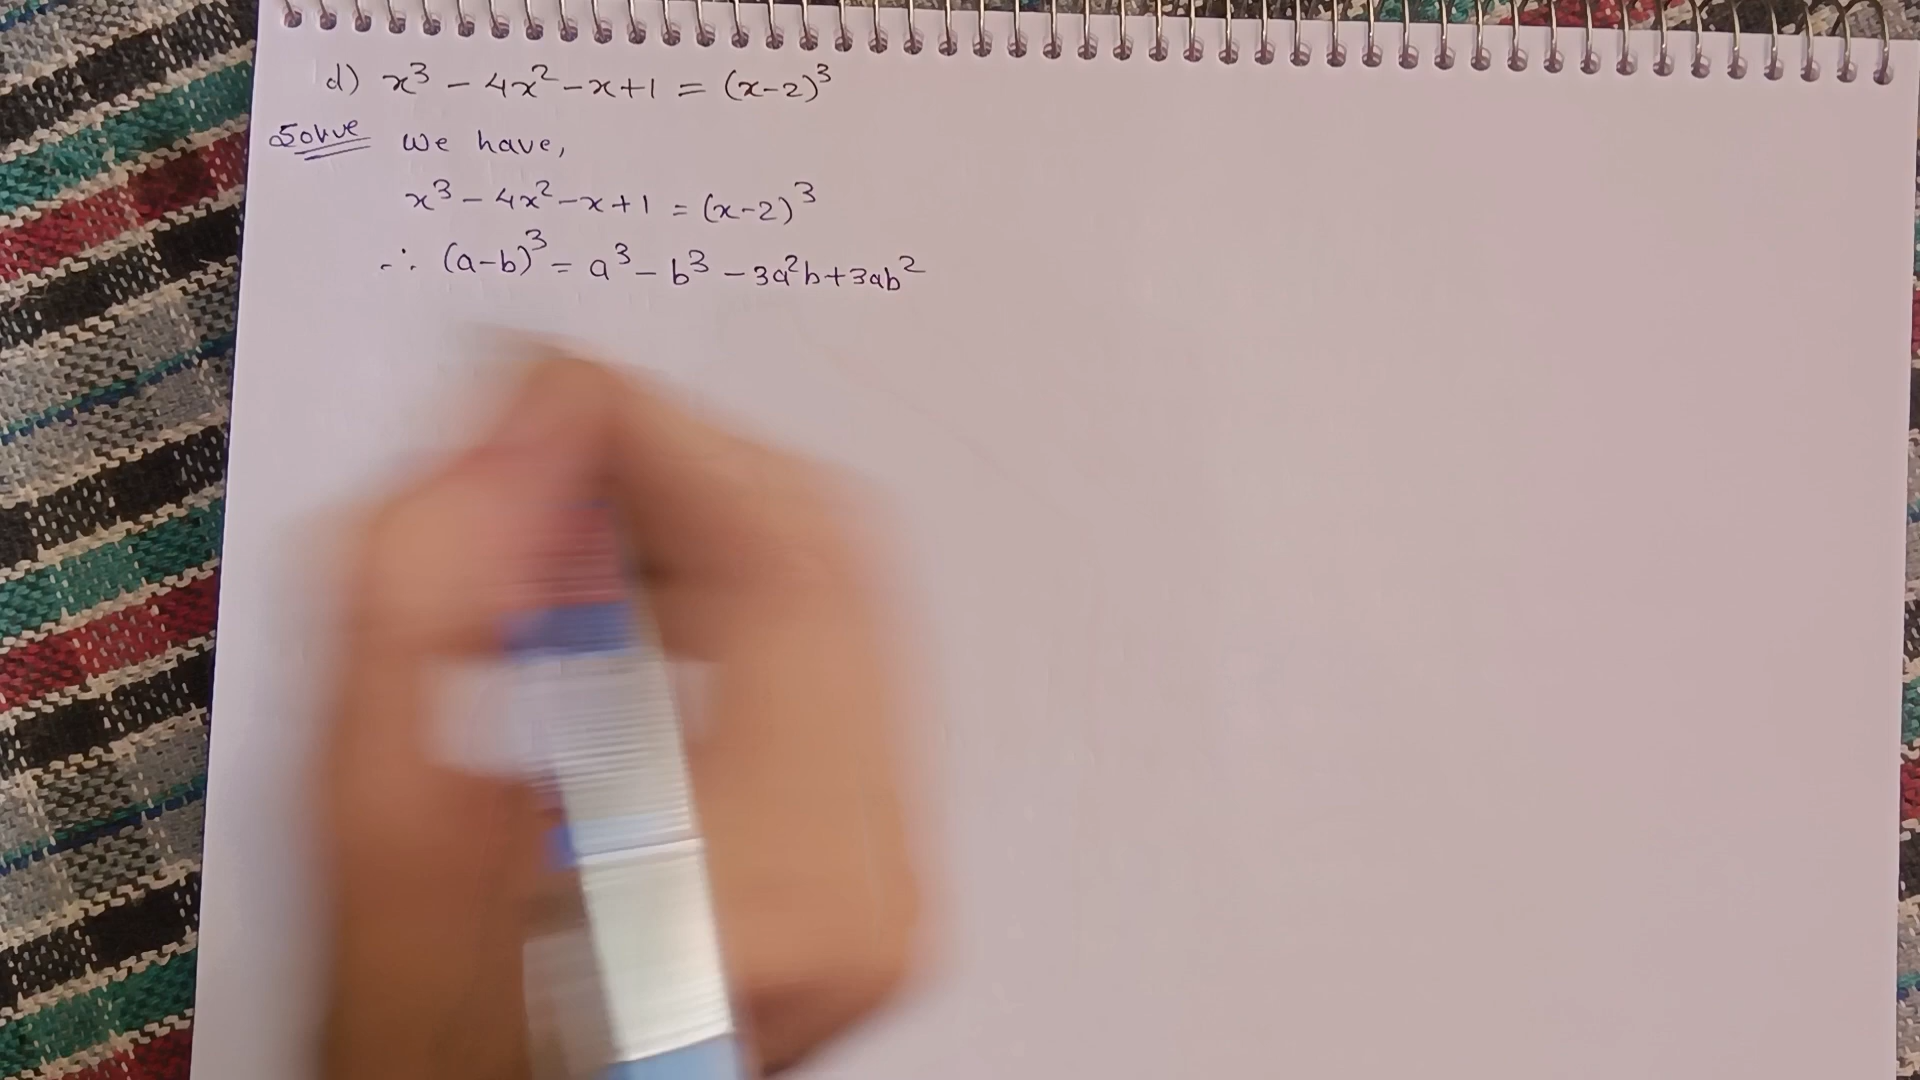 d) x³ - 4x² - x + 1 = (x-2)³
Solve We have,
x³ - 4x² - x + 1 = (x-2)³
∴ (a-b)³ = a³ - b³ - 3a²b + 3ab²